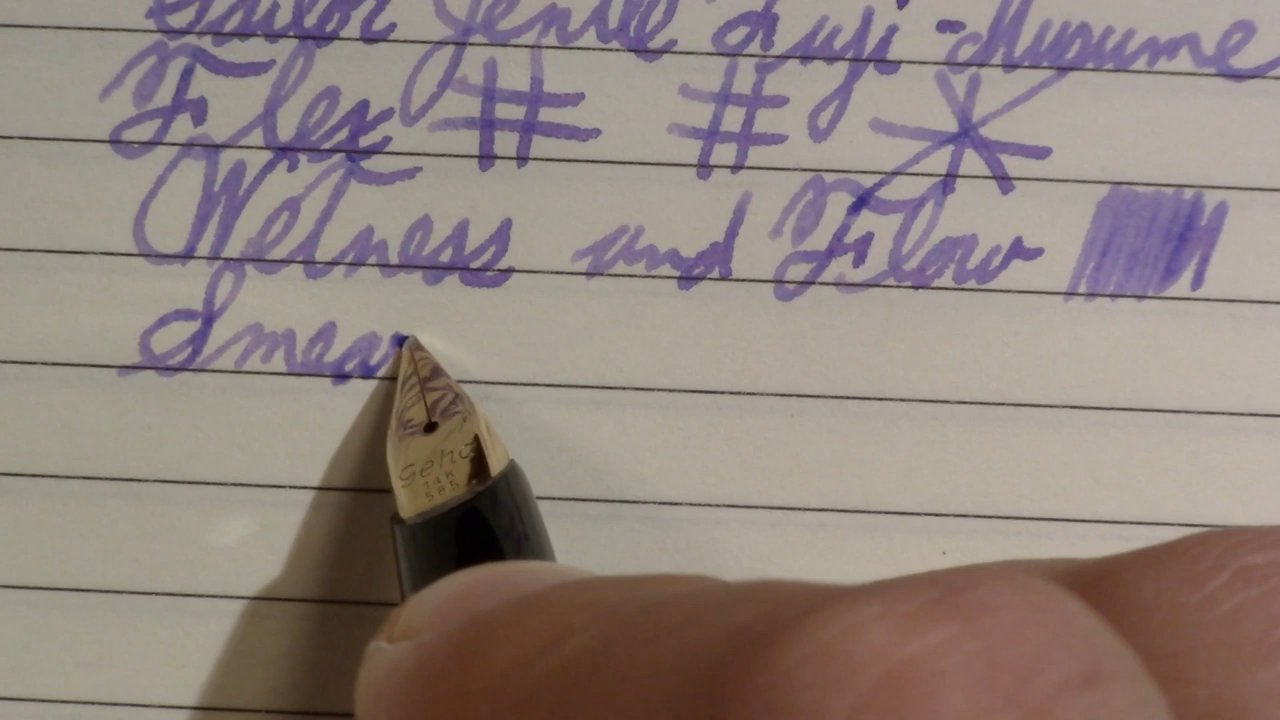 Sailor Jentle Fuji-Musume
Flex # # *
Wetness and Flow
Smear
Geha
14K
585